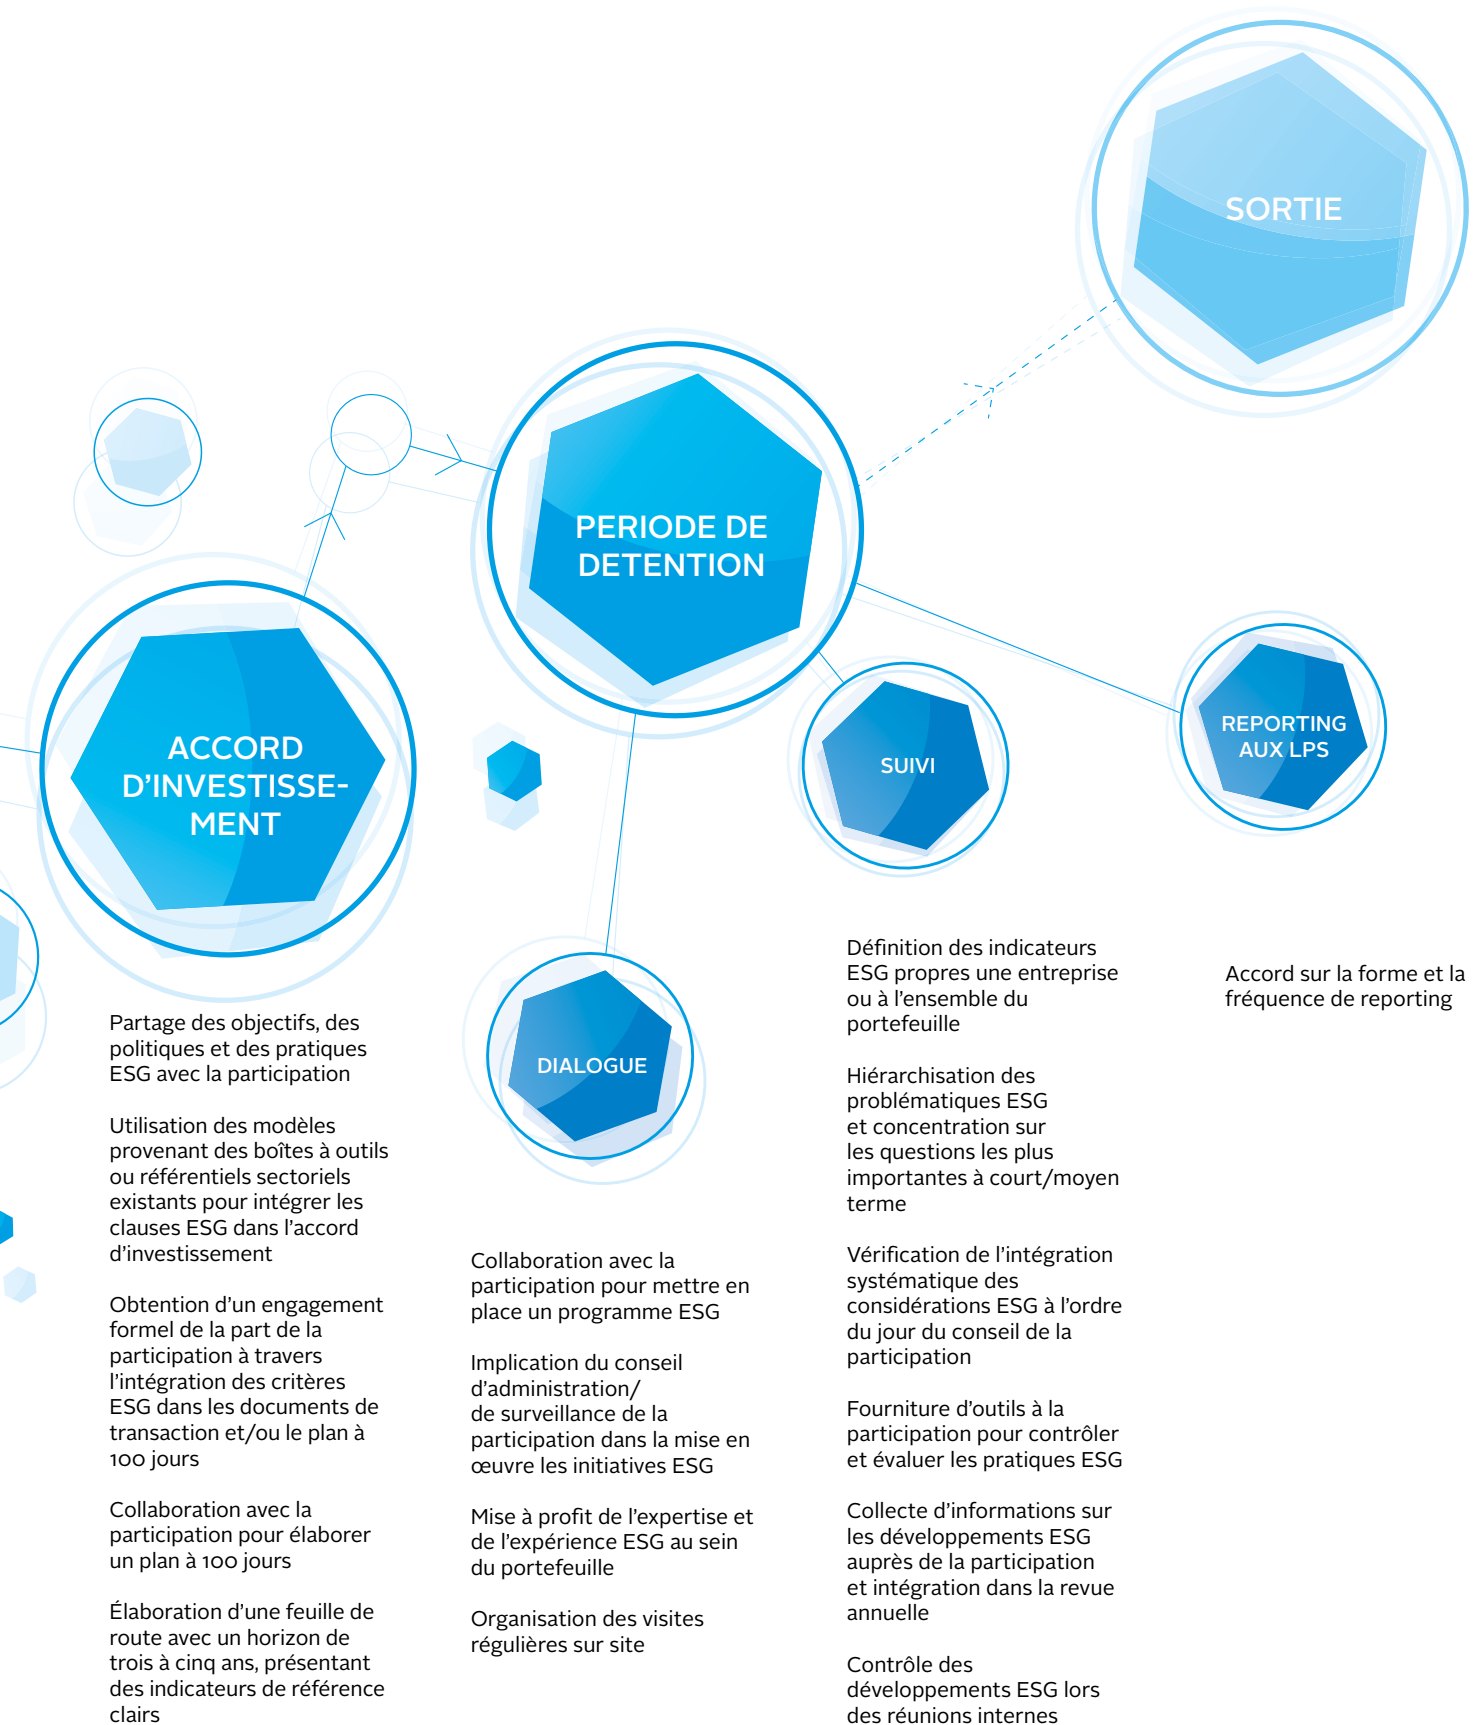 SORTIE
PERIODE DE
DETENTION
ACCORD
D'INVESTISSE-
MENT
SUIVI
REPORTING
AUX LPS
DIALOGUE
Partage des objectifs, des
politiques et des pratiques
ESG avec la participation
Utilisation des modèles
provenant des boîtes à outils
ou référentiels sectoriels
existants pour intégrer les
clauses ESG dans l'accord
d'investissement
Obtention d'un engagement
formel de la part de la
participation à travers
l'intégration des critères
ESG dans les documents de
transaction et/ou le plan à
100 jours
Collaboration avec la
participation pour élaborer
un plan à 100 jours
Élaboration d'une feuille de
route avec un horizon de
trois à cinq ans, présentant
des indicateurs de référence
clairs
Collaboration avec la
participation pour mettre en
place un programme ESG
Implication du conseil
d'administration/
de surveillance de la
participation dans la mise en
œuvre les initiatives ESG
Mise à profit de l'expertise et
de l'expérience ESG au sein
du portefeuille
Organisation des visites
régulières sur site
Définition des indicateurs
ESG propres une entreprise
ou à l'ensemble du
portefeuille
Hiérarchisation des
problématiques ESG
et concentration sur
les questions les plus
importantes à court/moyen
terme
Vérification de l'intégration
systématique des
considérations ESG à l'ordre
du jour du conseil de la
participation
Fourniture d'outils à la
participation pour contrôler
et évaluer les pratiques ESG
Collecte d'informations sur
les développements ESG
auprès de la participation
et intégration dans la revue
annuelle
Contrôle des
développements ESG lors
des réunions internes
Accord sur la forme et la
fréquence de reporting